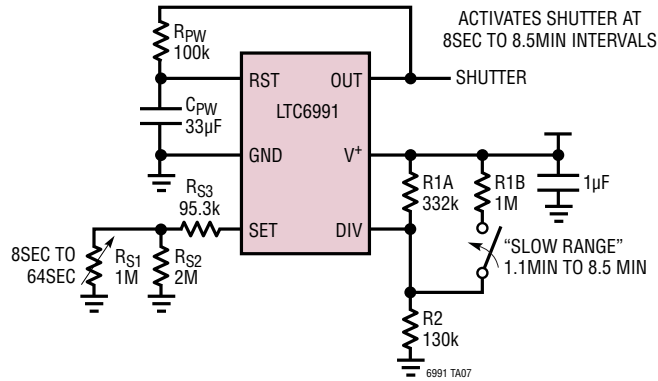 ACTIVATES SHUTTER AT
8SEC TO 8.5MIN INTERVALS
RPW
100k
RST
OUT
SHUTTER
LTC6991
CPW
33µF
GND
V+
RS3
95.3k
R1A
332k
R1B
1M
1µF
SET
DIV
8SEC TO
64SEC
RS1
1M
RS2
2M
“SLOW RANGE”
1.1MIN TO 8.5 MIN
R2
130k
6991 TA07